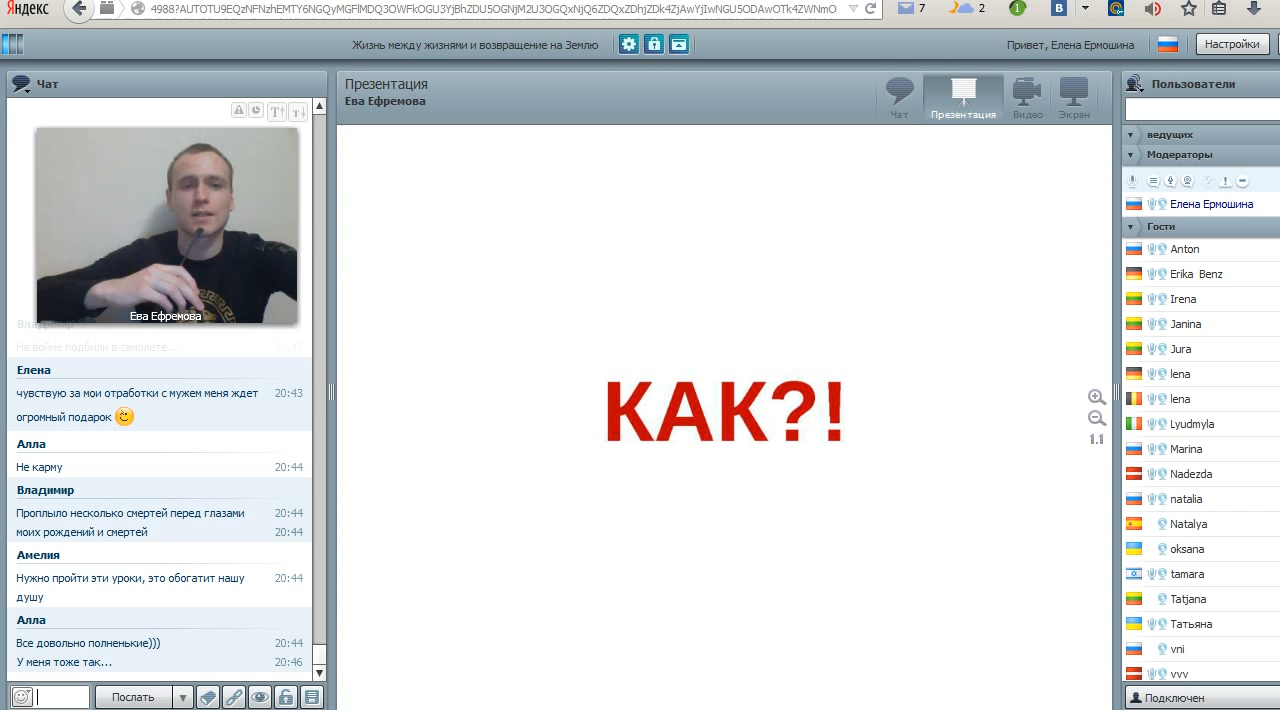 Яндекс
7
2
1
В
Жизнь между жизнями и возвращение на Землю
Привет, Елена Ермошина
Настройки
Чат
Презентация
Ева Ефремова
Чат
Презентация
Видео
Экран
Пользователи
Ева Ефремова
Владимир
На войне подбили в самолете... 20:43
Елена
чувствую за мои отработки с мужем меня ждет 20:43
огромный подарок
Алла
Не карму 20:44
Владимир
Проплыло несколько смертей перед глазами 20:44
моих рождений и смертей 20:44
Амелия
Нужно пройти эти уроки, это обогатит нашу 20:44
душу
Алла
Все довольно полненькие))) 20:44
У меня тоже так... 20:46
Послать
КАК?!
1:1
ведущих
Модераторы
Елена Ермошина
Гости
Anton
Erika Benz
Irena
Janina
Jura
lena
lena
Lyudmyla
Marina
Nadezda
natalia
Natalya
oksana
tamara
Tatjana
Татьяна
vni
vvv
Подключен